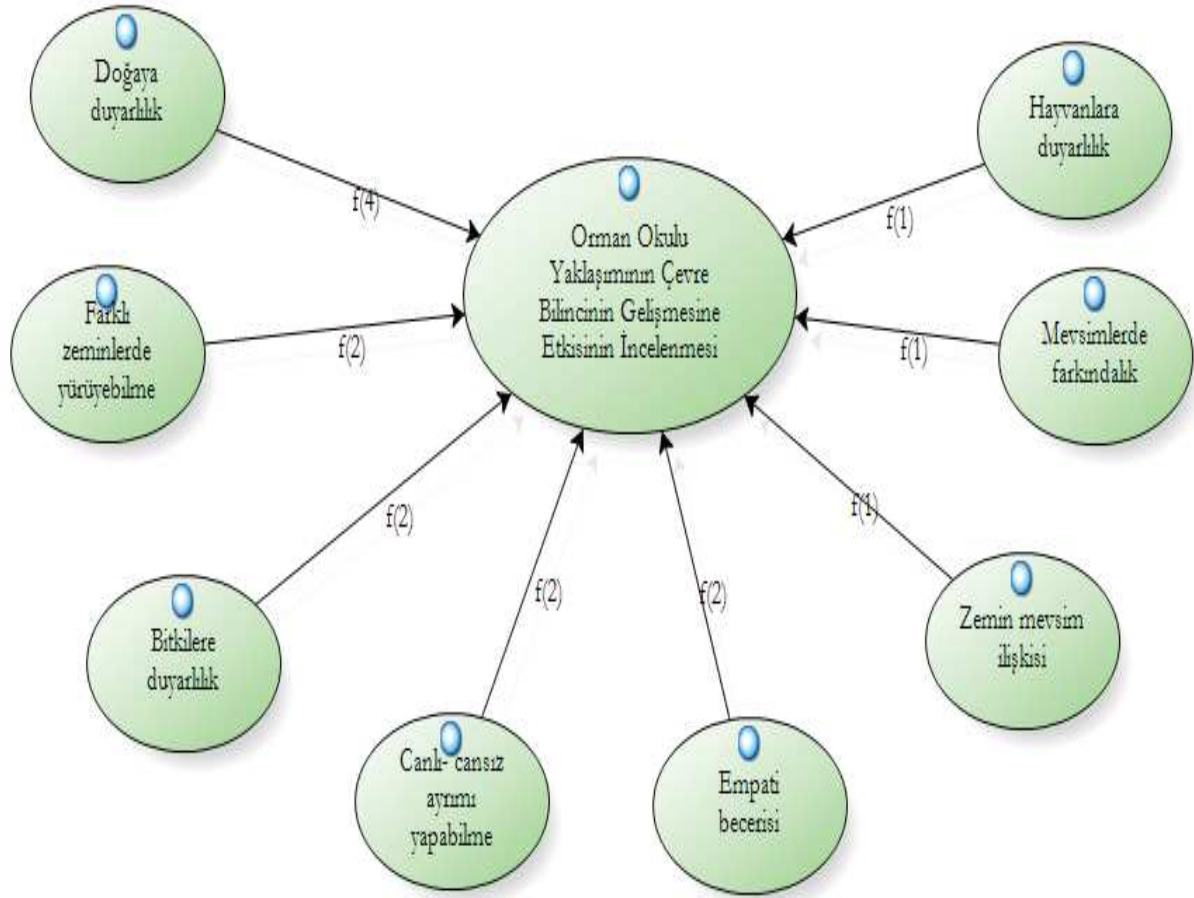 Doğaya
duyarlılık
f(4)
Farklı
zeminlerde
yürüyebilme
f(2)
Bitkilere
duyarlılık
f(2)
Canlı- cansız
ayrımı
yapabilme
f(2)
Empati
becerisi
f(2)
Zemin mevsim
ilişkisi
f(1)
Mevsimlerde
farkındalık
f(1)
Hayvanlara
duyarlılık
f(1)
Orman Okulu
Yaklaşımının Çevre
Bilincinin Gelişmesine
Etkisinin İncelenmesi